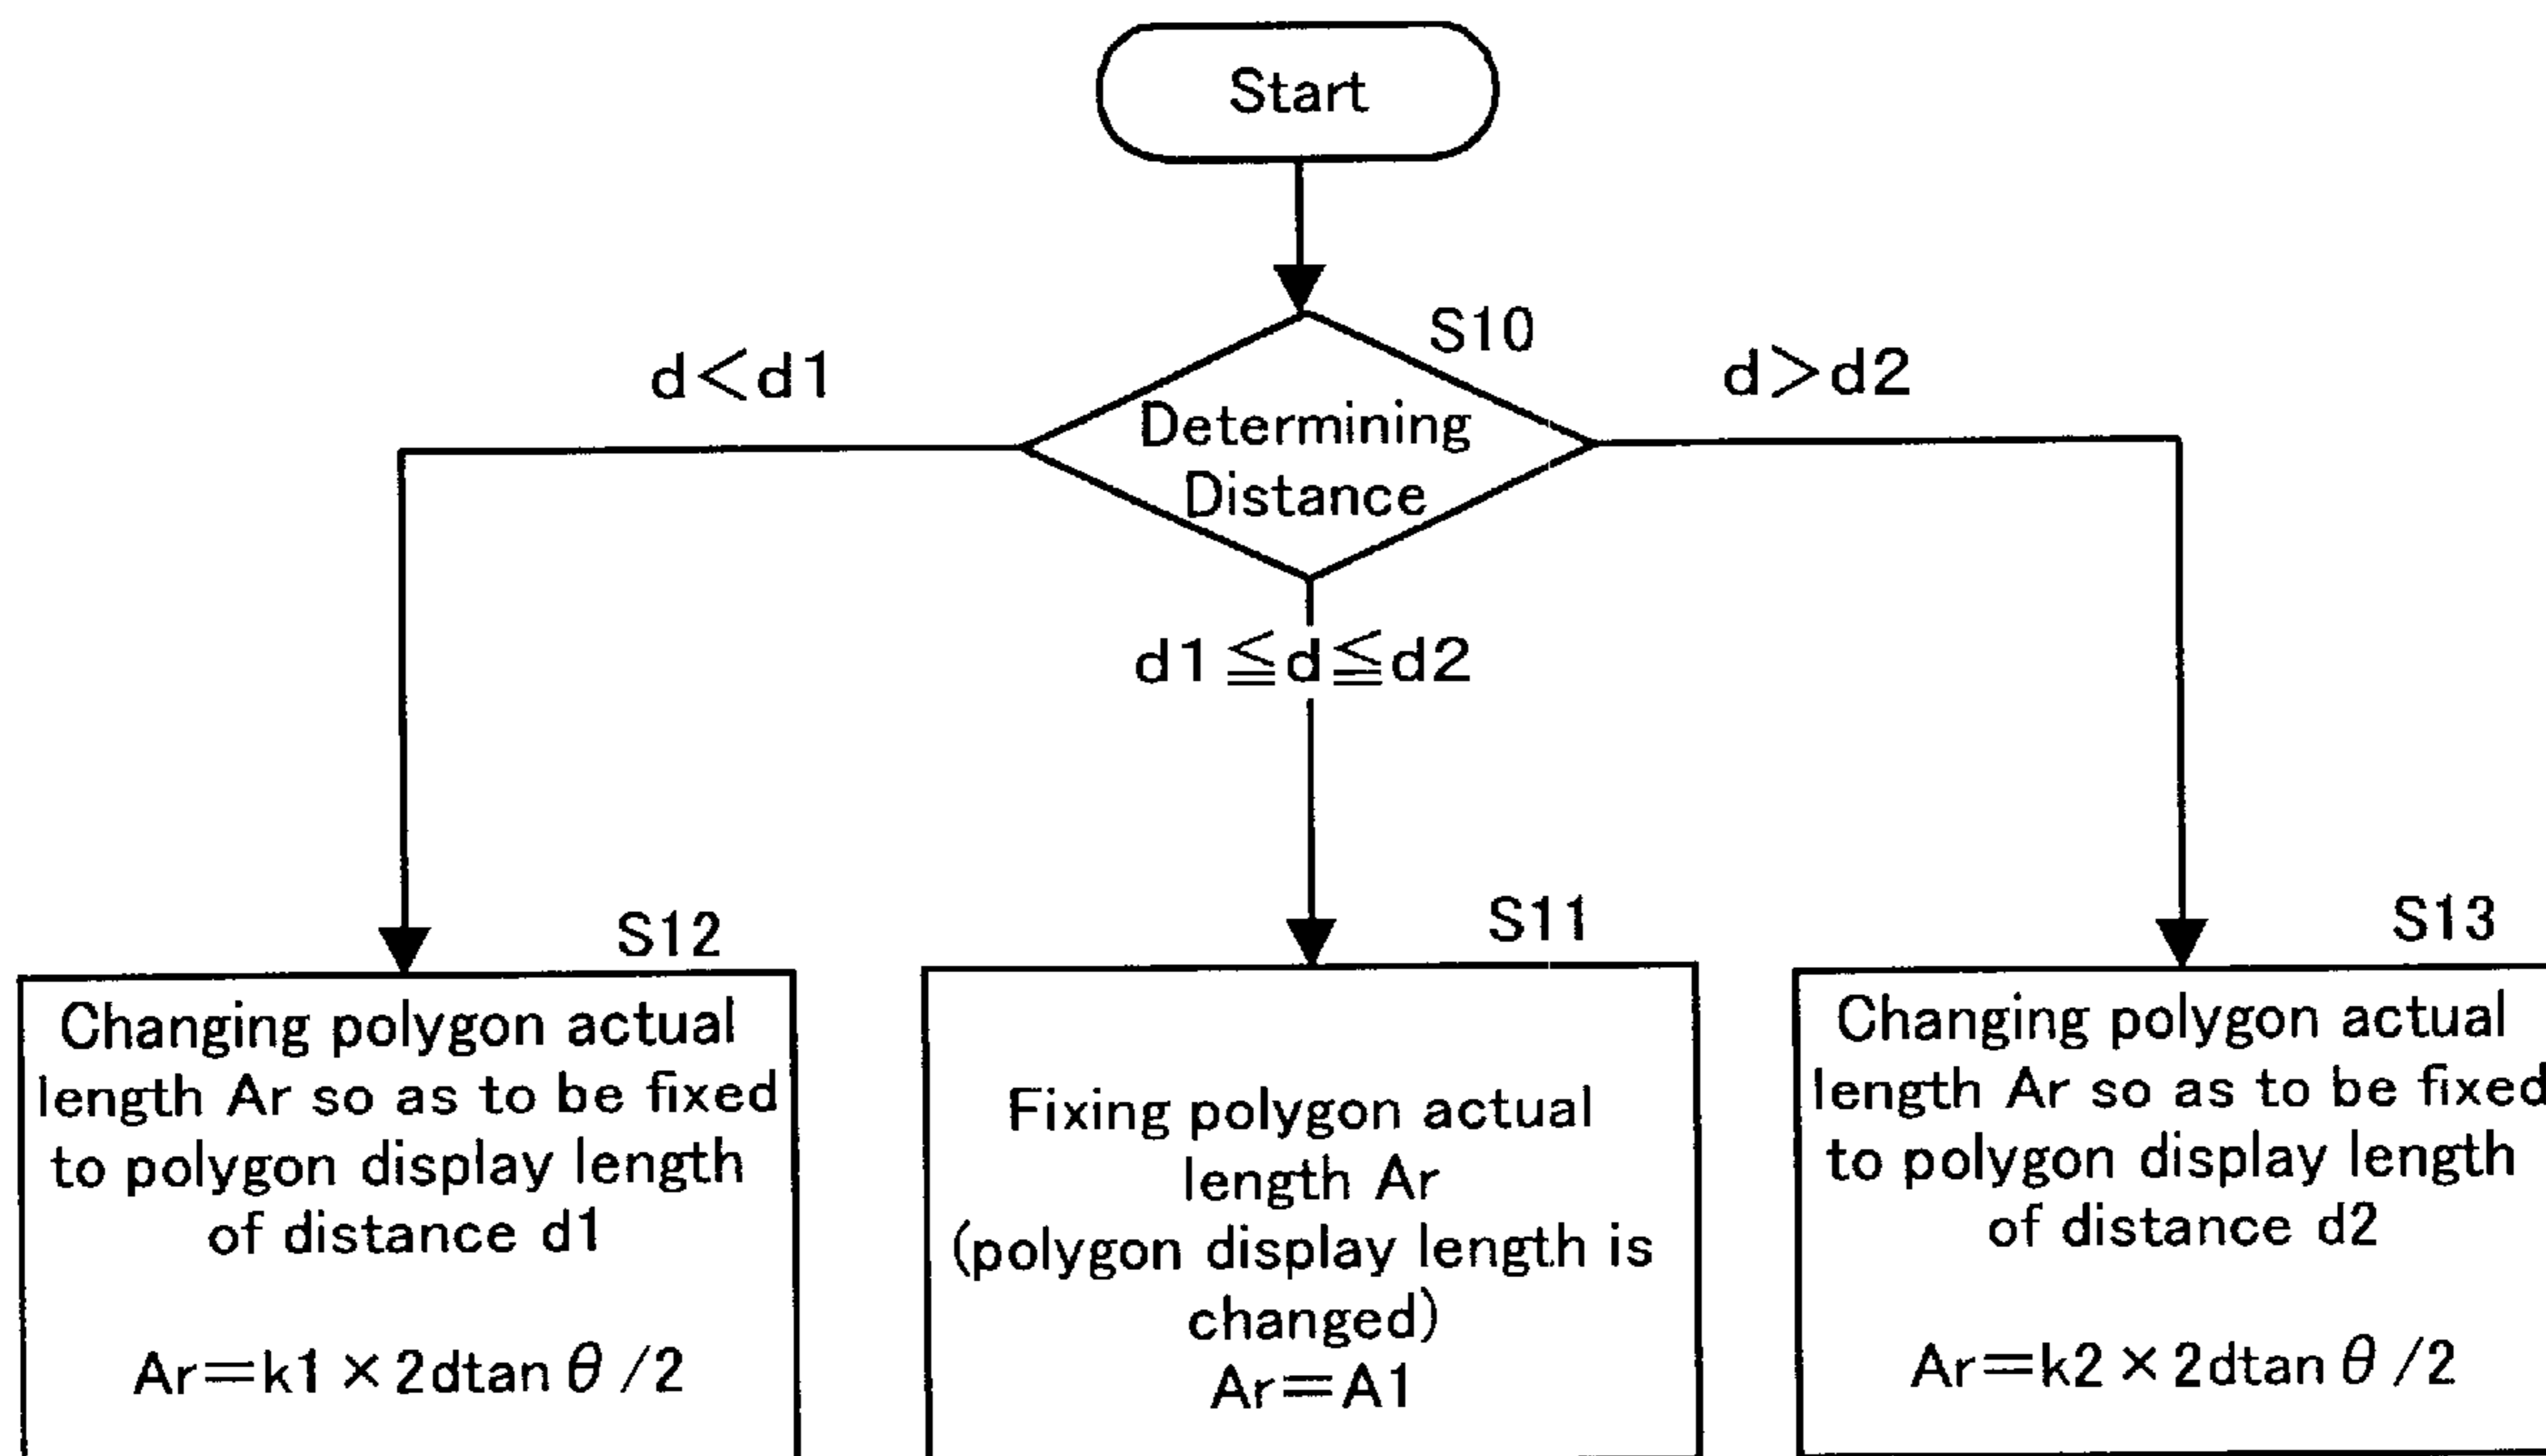 Start
S10
d<d1
d>d2
Determining
Distance
d1≦d≦d2
S12
Changing polygon actual
length Ar so as to be fixed
to polygon display length
of distance d1
Ar=k1×2dtanθ/2
S11
Fixing polygon actual
length Ar
(polygon display length is
changed)
Ar=A1
S13
Changing polygon actual
length Ar so as to be fixed
to polygon display length
of distance d2
Ar=k2×2dtanθ/2